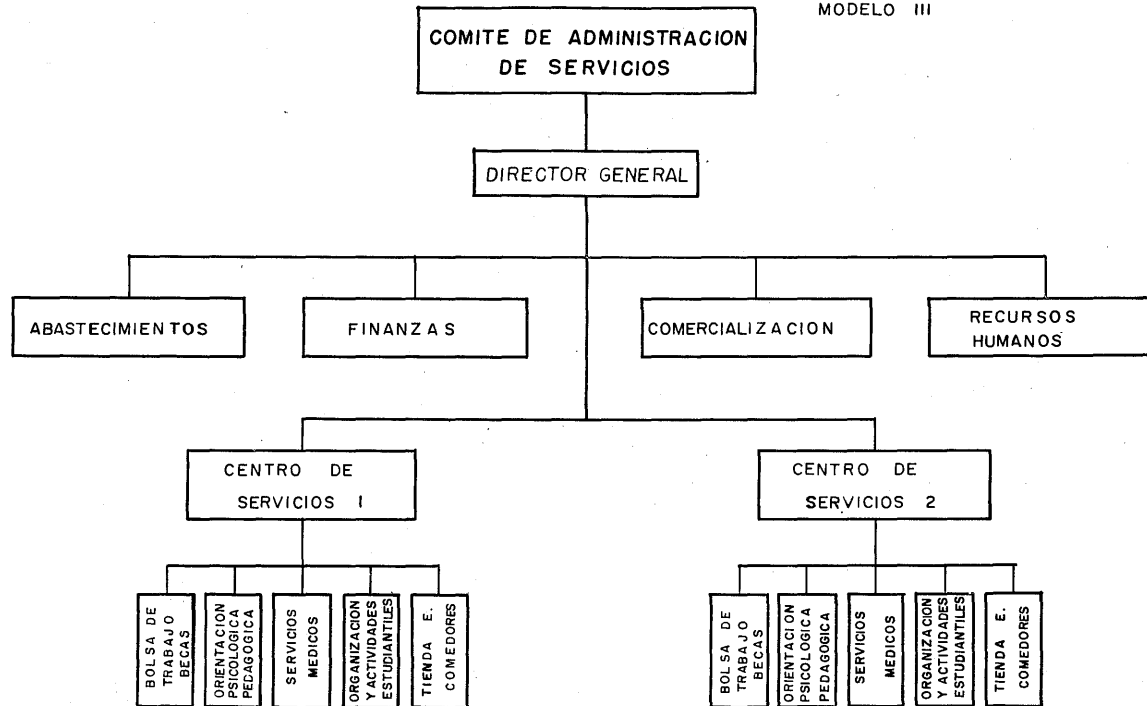 MODELO III
COMITE DE ADMINISTRACION
DE SERVICIOS
DIRECTOR GENERAL
ABASTECIMIENTOS
FINANZAS
COMERCIALIZACION
RECURSOS
HUMANOS
CENTRO DE
SERVICIOS 1
CENTRO DE
SERVICIOS 2
BOLSA DE
TRABAJO
BECAS
ORIENTACION
PSICOLOGICA
PEDAGOGICA
SERVICIOS
MEDICOS
ORGANIZACION
Y ACTIVIDADES
ESTUDIANTILES
TIENDA E.
COMEDORES
BOLSA DE
TRABAJO
BECAS
ORIENTACION
PSICOLOGICA
PEDAGOGICA
SERVICIOS
MEDICOS
ORGANIZACION
Y ACTIVIDADES
ESTUDIANTILES
TIENDA E.
COMEDORES